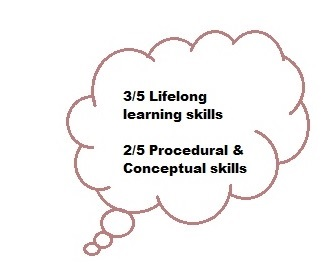 3/5 Lifelong
learning skills
2/5 Procedural &
Conceptual skills